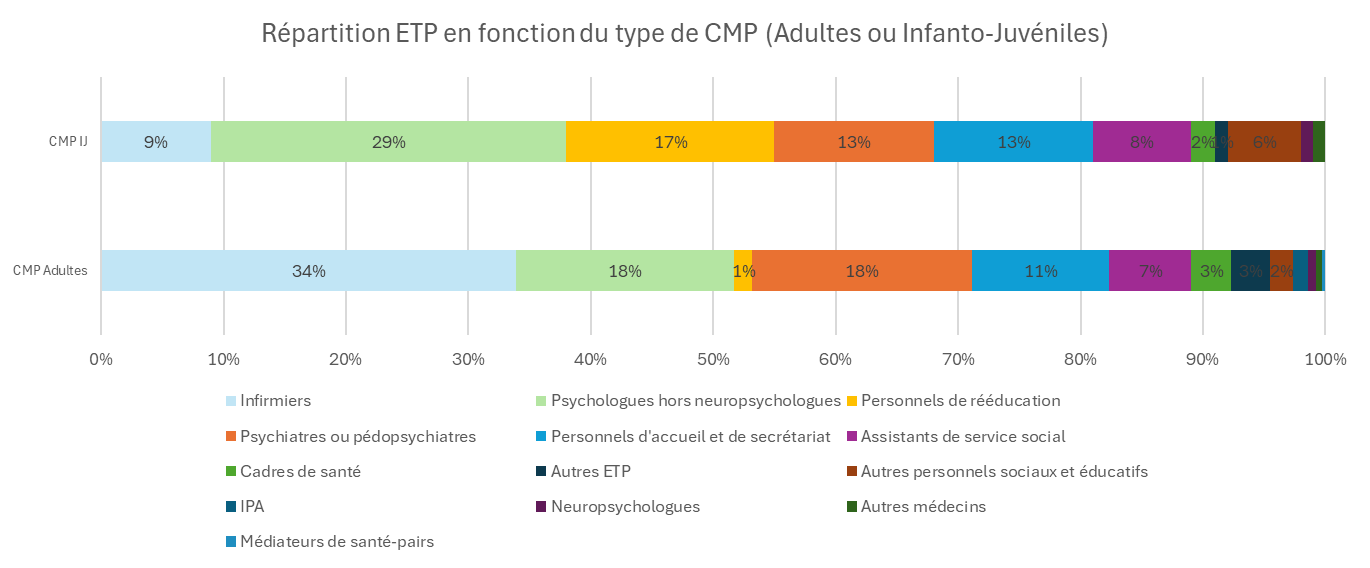 Répartition ETP en fonction du type de CMP (Adultes ou Infanto-Juvéniles)
CMP IJ
9% 29% 17% 13% 13% 8% 2% 6%
CMP Adultes
34% 18% 1% 18% 11% 7% 3% 3% 2%
0% 10% 20% 30% 40% 50% 60% 70% 80% 90% 100%
Infirmiers Psychologues hors neuropsychologues Personnels de rééducation
Psychiatres ou pédopsychiatres Personnels d'accueil et de secrétariat Assistants de service social
Cadres de santé Autres ETP Autres personnels sociaux et éducatifs
IPA Neuropsychologues Autres médecins
Médiateurs de santé-pairs